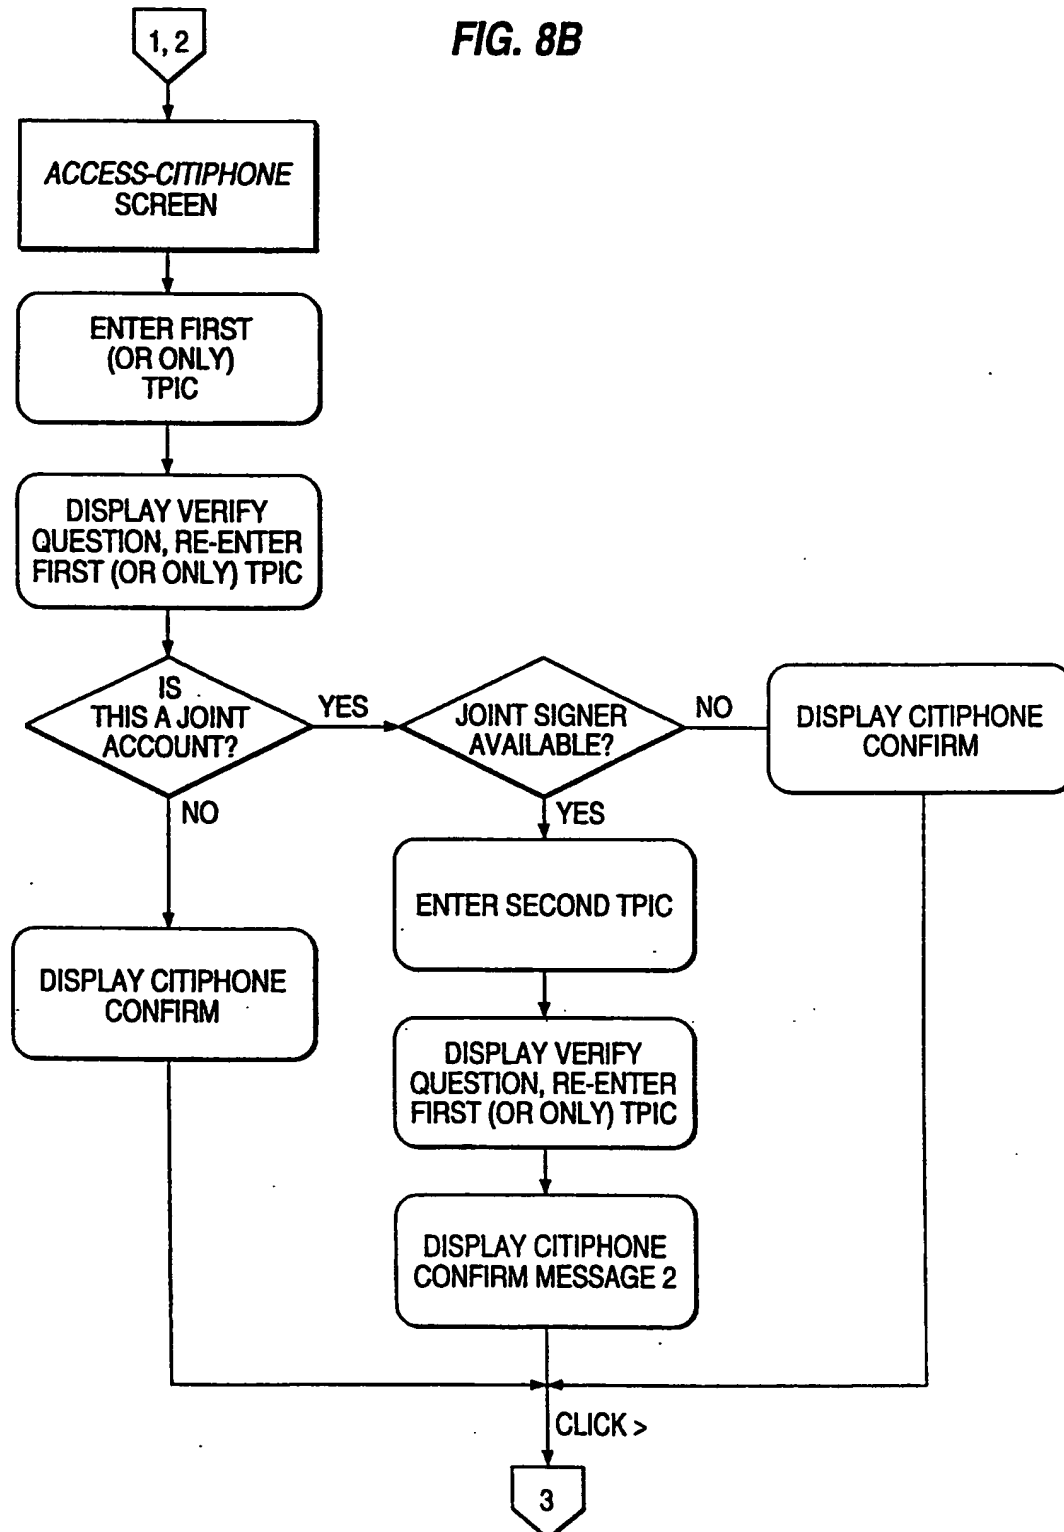 FIG. 8B
1, 2
ACCESS-CITIPHONE
SCREEN
ENTER FIRST
(OR ONLY)
TPIC
DISPLAY VERIFY
QUESTION, RE-ENTER
FIRST (OR ONLY) TPIC
IS
THIS A JOINT
ACCOUNT?
YES
JOINT SIGNER
AVAILABLE?
NO
DISPLAY CITIPHONE
CONFIRM
NO
YES
ENTER SECOND TPIC
DISPLAY CITIPHONE
CONFIRM
DISPLAY VERIFY
QUESTION, RE-ENTER
FIRST (OR ONLY) TPIC
DISPLAY CITIPHONE
CONFIRM MESSAGE 2
CLICK >
3